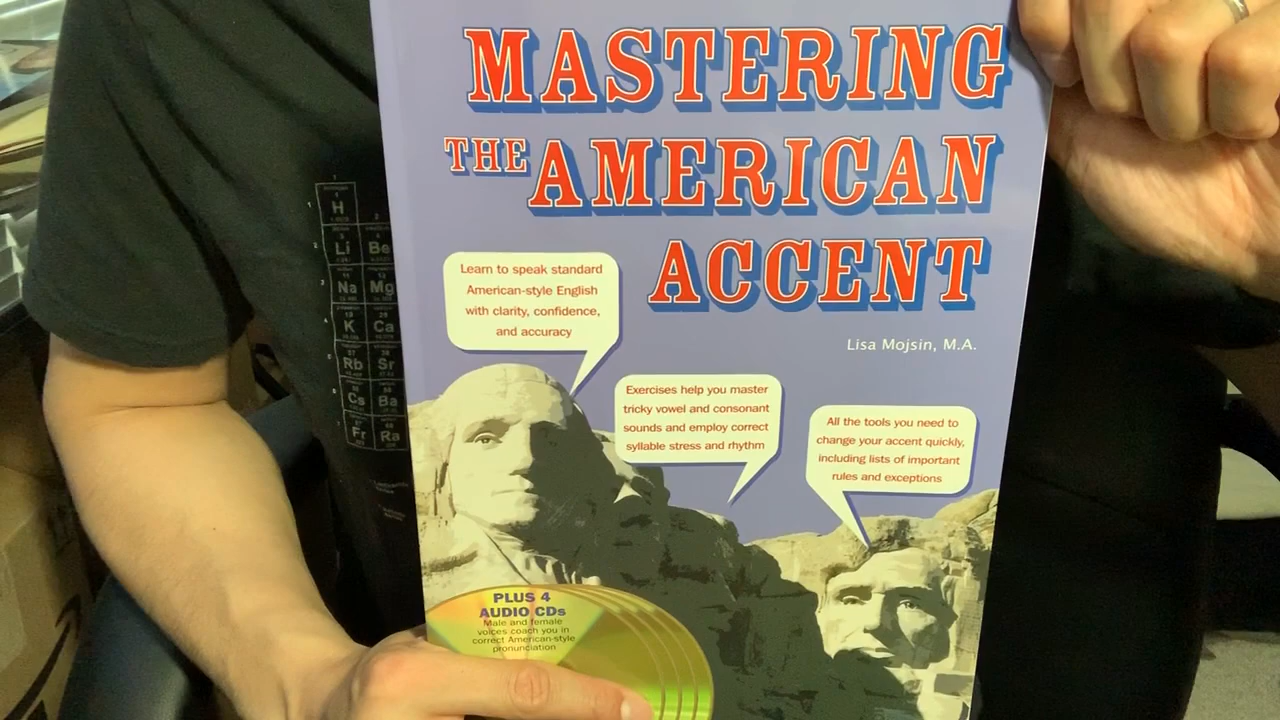 MASTERING
THE AMERICAN
ACCENT
Lisa Mojsin, M.A.
Learn to speak standard
American-style English
with clarity, confidence,
and accuracy
Exercises help you master
tricky vowel and consonant
sounds and employ correct
syllable stress and rhythm
All the tools you need to
change your accent quickly,
including lists of important
rules and exceptions
PLUS 4
AUDIO CDs
Male and female
voices coach you in
correct American-style
pronunciation
H
Li Be
Na Mg
K Ca
Rb Sr
Cs Ba
Fr Ra